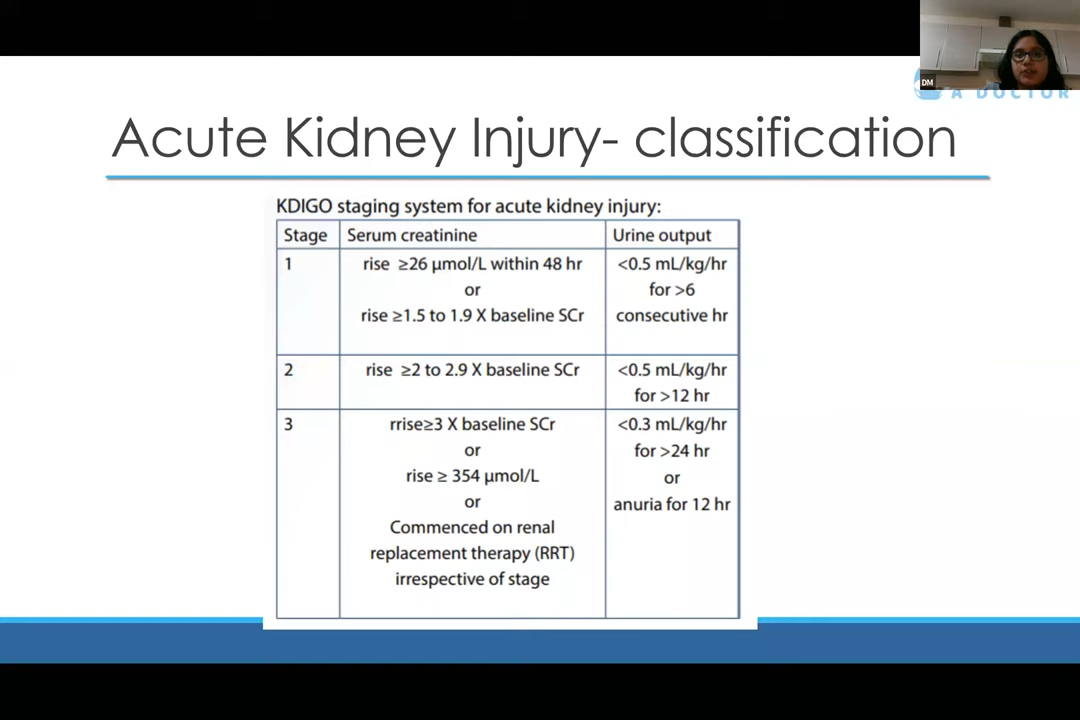 DM
A DOCTOR
Acute Kidney Injury- classification
KDIGO staging system for acute kidney injury:
Stage Serum creatinine Urine output
1 rise ≥26 µmol/L within 48 hr <0.5 mL/kg/hr
or for >6
rise ≥1.5 to 1.9 X baseline SCr consecutive hr
2 rise ≥2 to 2.9 X baseline SCr <0.5 mL/kg/hr
for >12 hr
3 rrise≥3 X baseline SCr <0.3 mL/kg/hr
or for >24 hr
rise ≥ 354 µmol/L or
or anuria for 12 hr
Commenced on renal
replacement therapy (RRT)
irrespective of stage